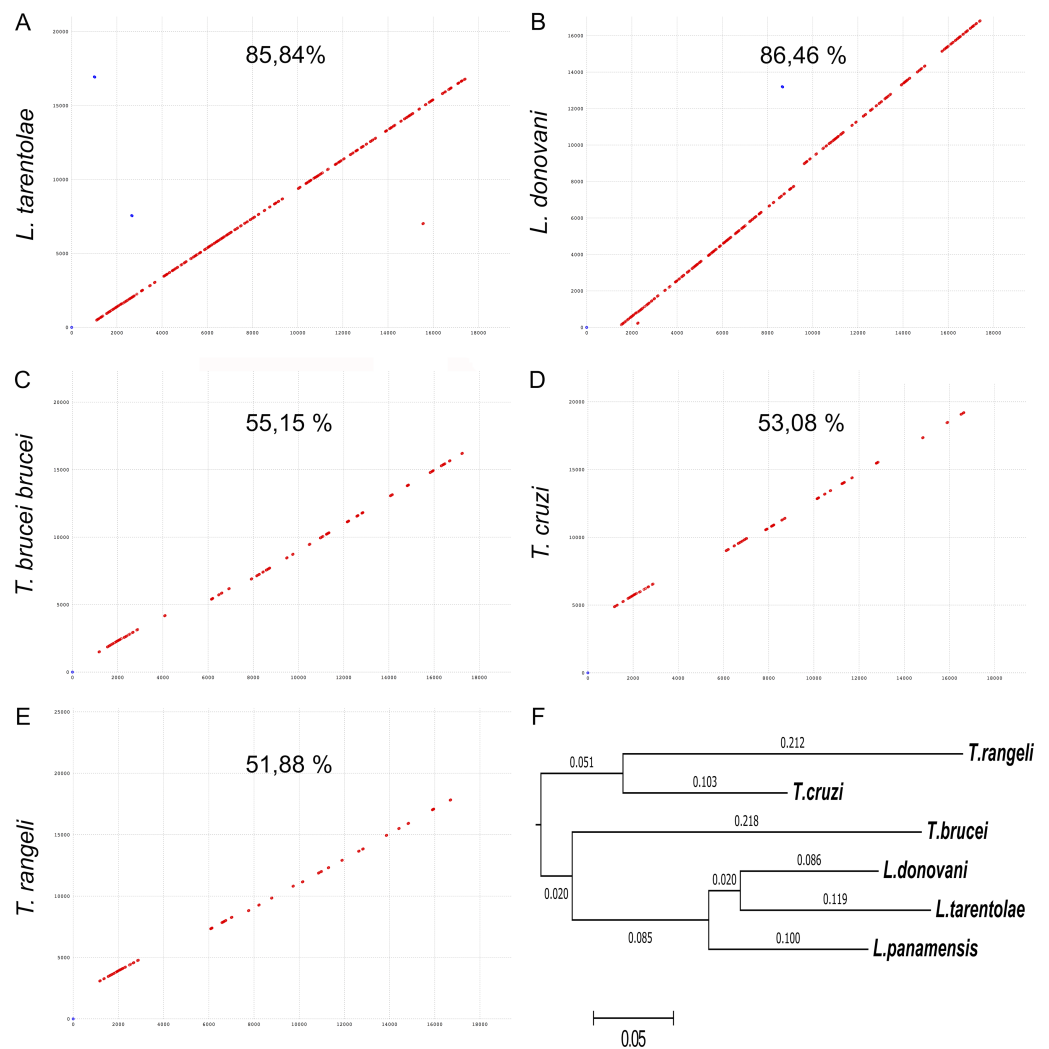 A
85,84%
L. tarentolae
20000
15000
10000
5000
0
0 2000 4000 6000 8000 10000 12000 14000 16000 18000
B
86,46 %
L. donovani
16000
14000
12000
10000
8000
6000
4000
2000
0
0 2000 4000 6000 8000 10000 12000 14000 16000 18000
C
55,15 %
T. brucei brucei
20000
15000
10000
5000
0
0 2000 4000 6000 8000 10000 12000 14000 16000 18000
D
53,08 %
T. cruzi
20000
15000
10000
5000
0
0 2000 4000 6000 8000 10000 12000 14000 16000 18000
E
51,88 %
T. rangeli
25000
20000
15000
10000
5000
0
0 2000 4000 6000 8000 10000 12000 14000 16000 18000
F
0.212
T.rangeli
0.051
0.103
T.cruzi
0.218
T.brucei
0.086
L.donovani
0.020
0.020
0.119
L.tarentolae
0.085
0.100
L.panamensis
0.05